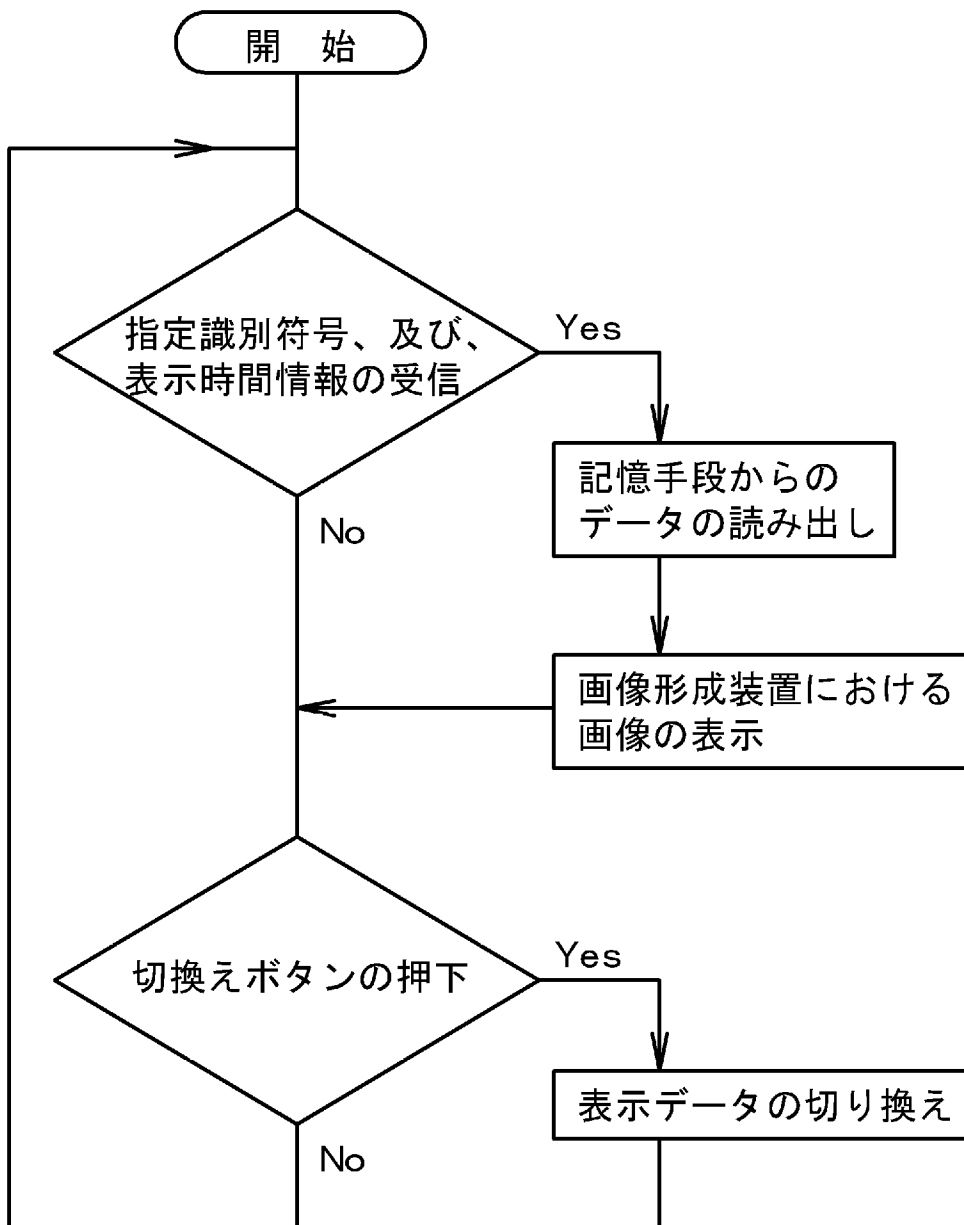 開 始
指定識別符号、及び、
表示時間情報の受信
Yes
No
記憶手段からの
データの読み出し
画像形成装置における
画像の表示
切換えボタンの押下
Yes
No
表示データの切り換え